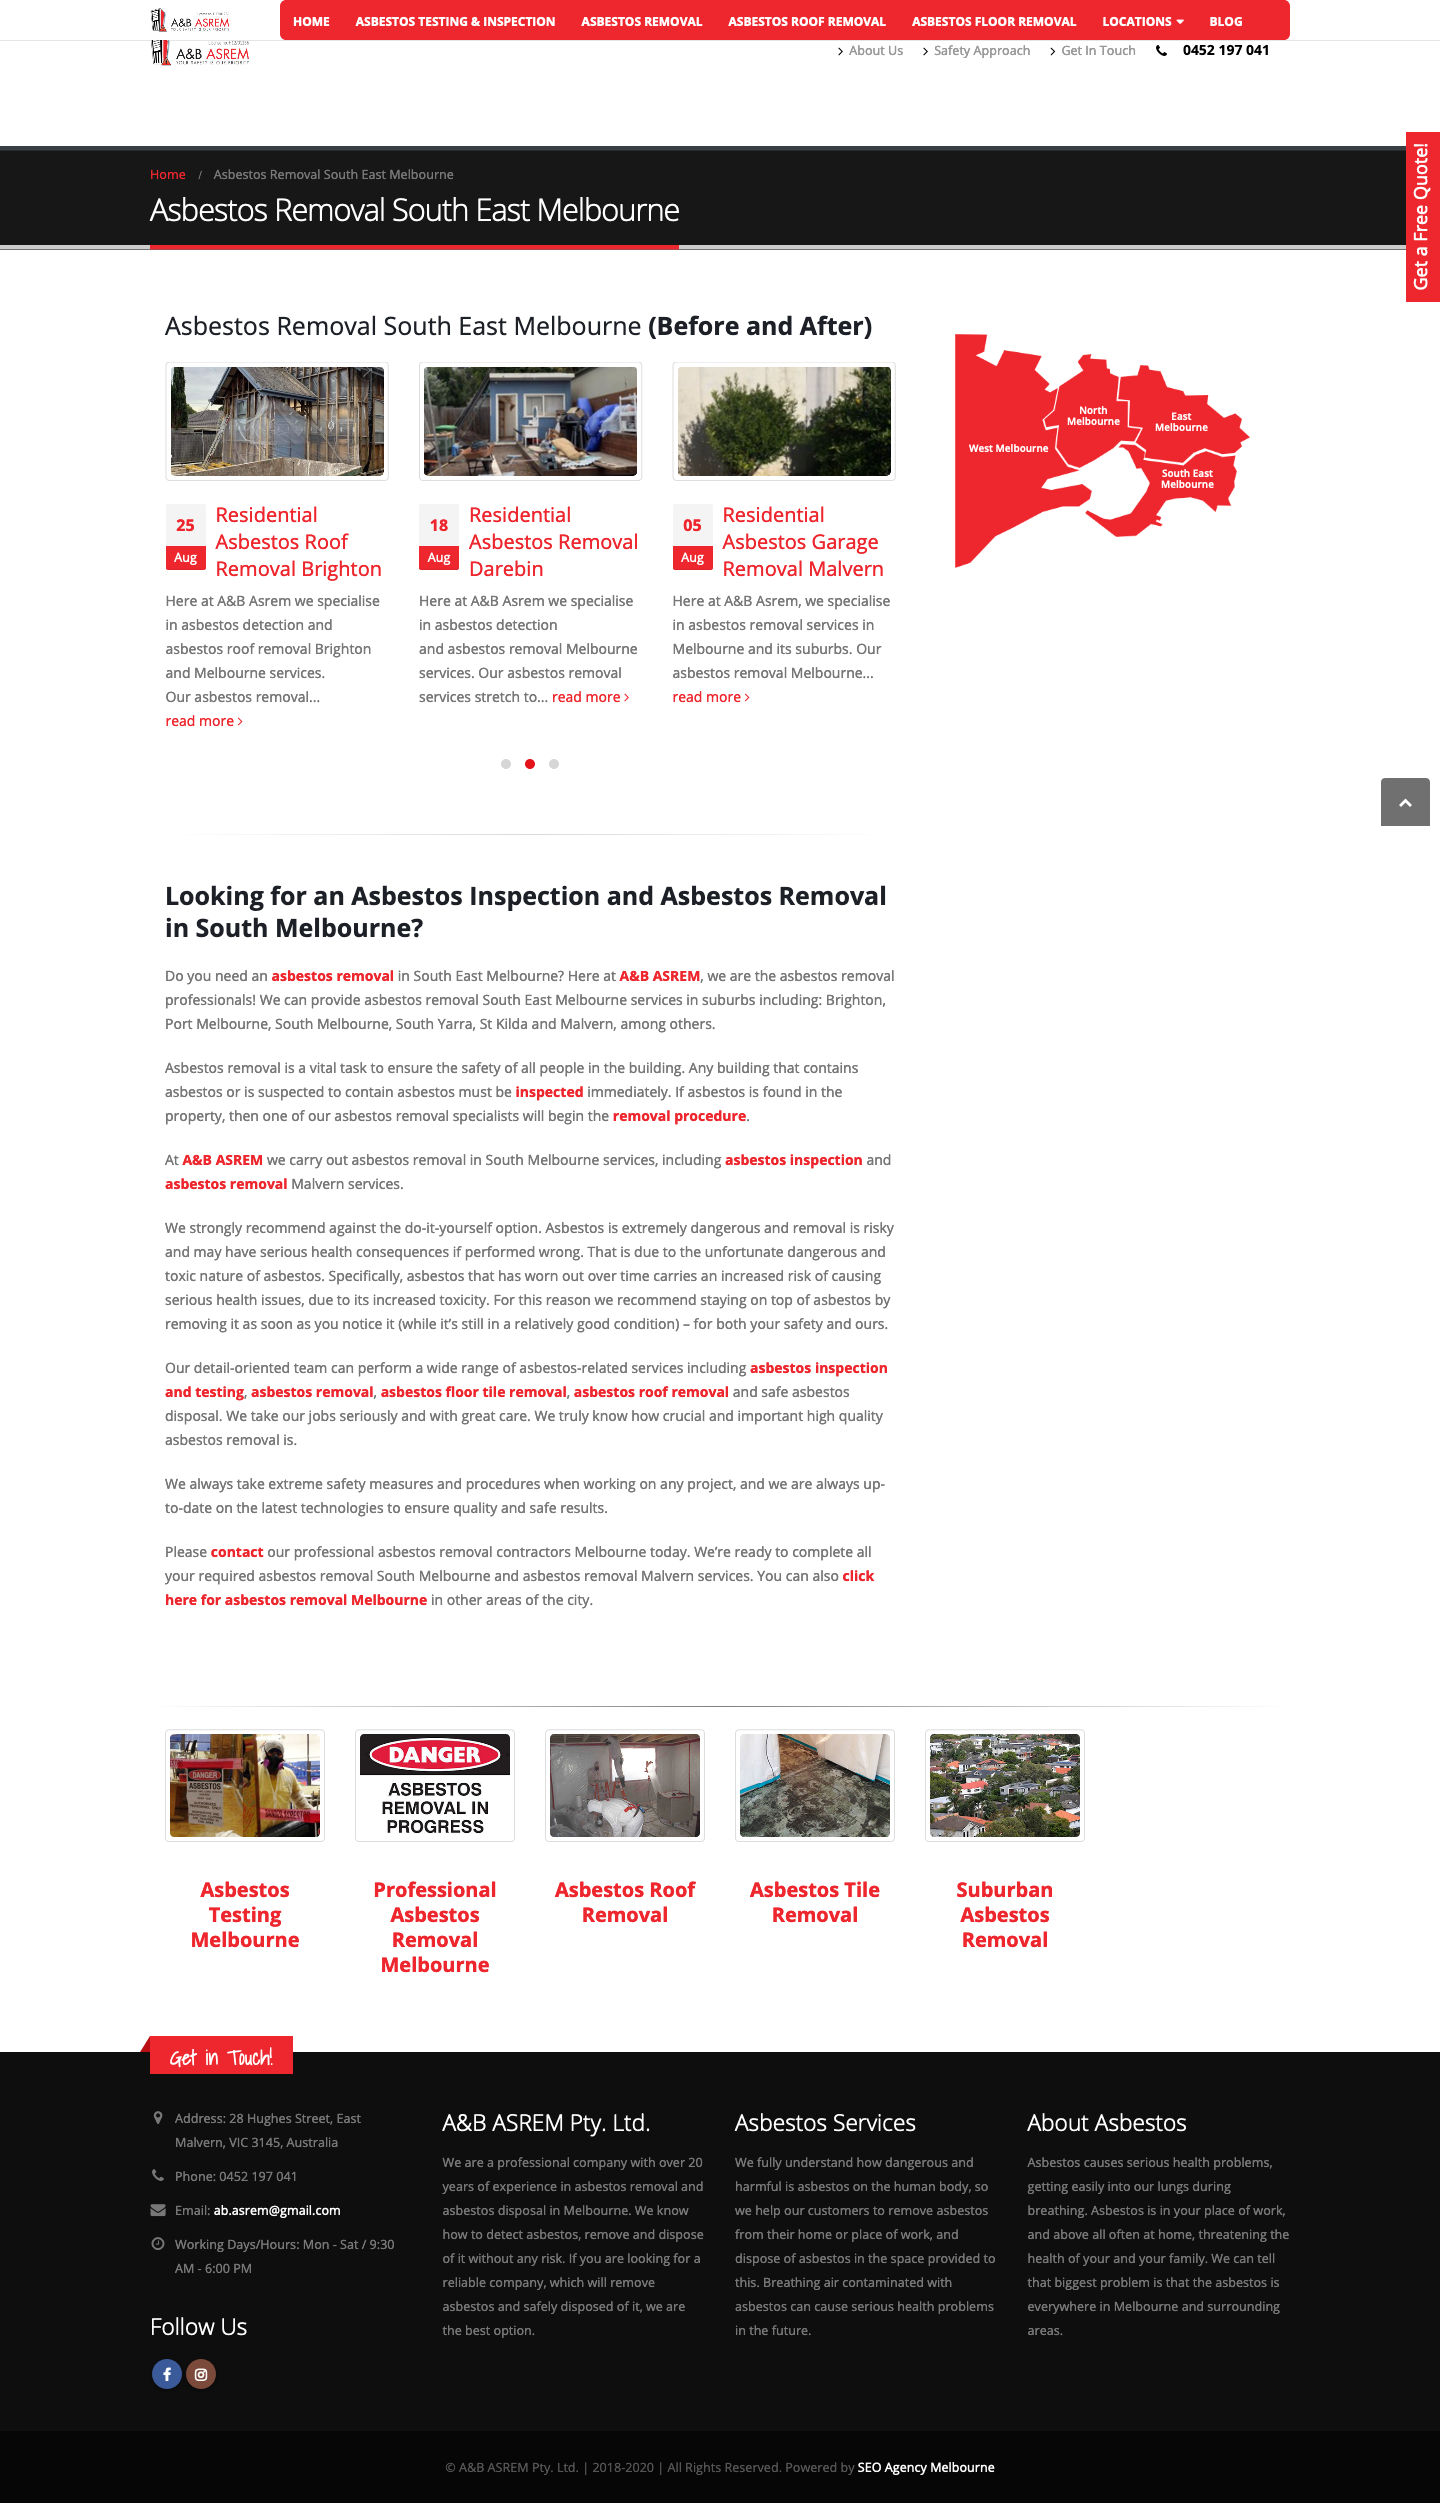 A&B ASREM
HOME ASBESTOS TESTING & INSPECTION ASBESTOS REMOVAL ASBESTOS ROOF REMOVAL ASBESTOS FLOOR REMOVAL LOCATIONS BLOG
A&B ASREM
About Us Safety Approach Get In Touch 0452 197 041
Home / Asbestos Removal South East Melbourne
Asbestos Removal South East Melbourne
Get a Free Quote!
Asbestos Removal South East Melbourne (Before and After)
25
Aug
Residential
Asbestos Roof
Removal Brighton
Here at A&B Asrem we specialise
in asbestos detection and
asbestos roof removal Brighton
and Melbourne services.
Our asbestos removal...
read more
18
Aug
Residential
Asbestos Removal
Darebin
Here at A&B Asrem we specialise
in asbestos detection
and asbestos removal Melbourne
services. Our asbestos removal
services stretch to... read more
05
Aug
Residential
Asbestos Garage
Removal Malvern
Here at A&B Asrem, we specialise
in asbestos removal services in
Melbourne and its suburbs. Our
asbestos removal Melbourne...
read more
North
Melbourne
East
Melbourne
West Melbourne
South East
Melbourne
Looking for an Asbestos Inspection and Asbestos Removal
in South Melbourne?
Do you need an asbestos removal in South East Melbourne? Here at A&B ASREM, we are the asbestos removal
professionals! We can provide asbestos removal South East Melbourne services in suburbs including: Brighton,
Port Melbourne, South Melbourne, South Yarra, St Kilda and Malvern, among others.
Asbestos removal is a vital task to ensure the safety of all people in the building. Any building that contains
asbestos or is suspected to contain asbestos must be inspected immediately. If asbestos is found in the
property, then one of our asbestos removal specialists will begin the removal procedure.
At A&B ASREM we carry out asbestos removal in South Melbourne services, including asbestos inspection and
asbestos removal Malvern services.
We strongly recommend against the do-it-yourself option. Asbestos is extremely dangerous and removal is risky
and may have serious health consequences if performed wrong. That is due to the unfortunate dangerous and
toxic nature of asbestos. Specifically, asbestos that has worn out over time carries an increased risk of causing
serious health issues, due to its increased toxicity. For this reason we recommend staying on top of asbestos by
removing it as soon as you notice it (while it’s still in a relatively good condition) – for both your safety and ours.
Our detail-oriented team can perform a wide range of asbestos-related services including asbestos inspection
and testing, asbestos removal, asbestos floor tile removal, asbestos roof removal and safe asbestos
disposal. We take our jobs seriously and with great care. We truly know how crucial and important high quality
asbestos removal is.
We always take extreme safety measures and procedures when working on any project, and we are always up-
to-date on the latest technologies to ensure quality and safe results.
Please contact our professional asbestos removal contractors Melbourne today. We’re ready to complete all
your required asbestos removal South Melbourne and asbestos removal Malvern services. You can also click
here for asbestos removal Melbourne in other areas of the city.
DANGER
ASBESTOS
DANGER
ASBESTOS
REMOVAL IN
PROGRESS
Asbestos
Testing
Melbourne
Professional
Asbestos
Removal
Melbourne
Asbestos Roof
Removal
Asbestos Tile
Removal
Suburban
Asbestos
Removal
Get in Touch!
Address: 28 Hughes Street, East
Malvern, VIC 3145, Australia
Phone: 0452 197 041
Email: ab.asrem@gmail.com
Working Days/Hours: Mon - Sat / 9:30
AM - 6:00 PM
Follow Us
A&B ASREM Pty. Ltd.
We are a professional company with over 20
years of experience in asbestos removal and
asbestos disposal in Melbourne. We know
how to detect asbestos, remove and dispose
of it without any risk. If you are looking for a
reliable company, which will remove
asbestos and safely disposed of it, we are
the best option.
Asbestos Services
We fully understand how dangerous and
harmful is asbestos on the human body, so
we help our customers to remove asbestos
from their home or place of work, and
dispose of asbestos in the space provided to
this. Breathing air contaminated with
asbestos can cause serious health problems
in the future.
About Asbestos
Asbestos causes serious health problems,
getting easily into our lungs during
breathing. Asbestos is in your place of work,
and above all often at home, threatening the
health of your and your family. We can tell
that biggest problem is that the asbestos is
everywhere in Melbourne and surrounding
areas.
© A&B ASREM Pty. Ltd. | 2018-2020 | All Rights Reserved. Powered by SEO Agency Melbourne